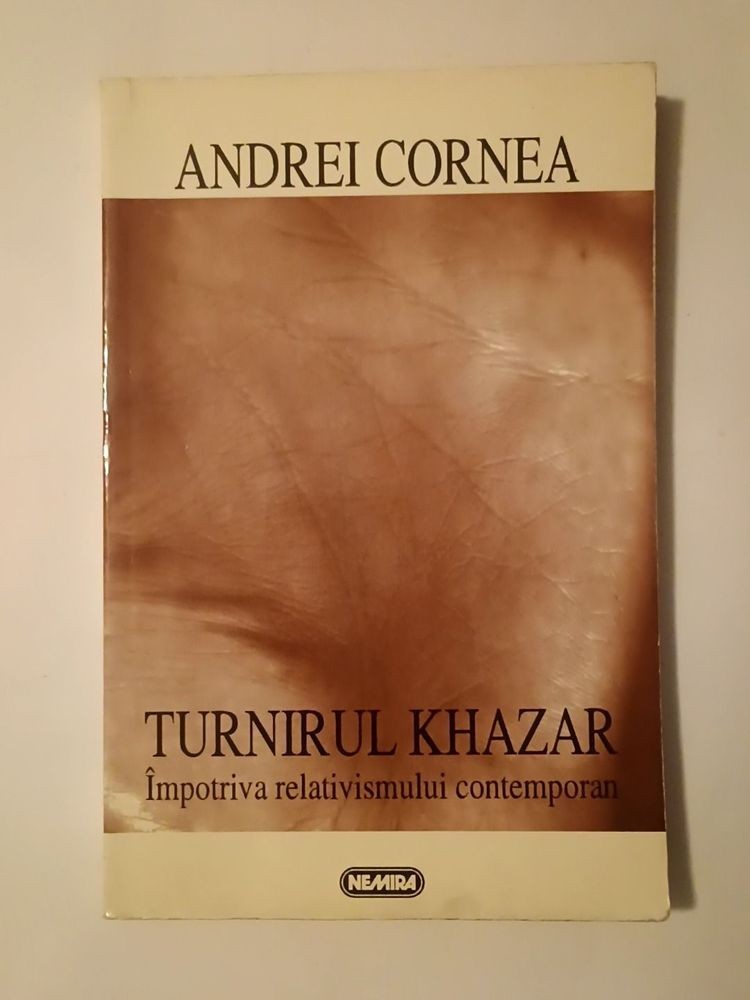 ANDREI CORNEA
TURNIRUL KHAZAR
Împotriva relativismului contemporan
NEMIRA